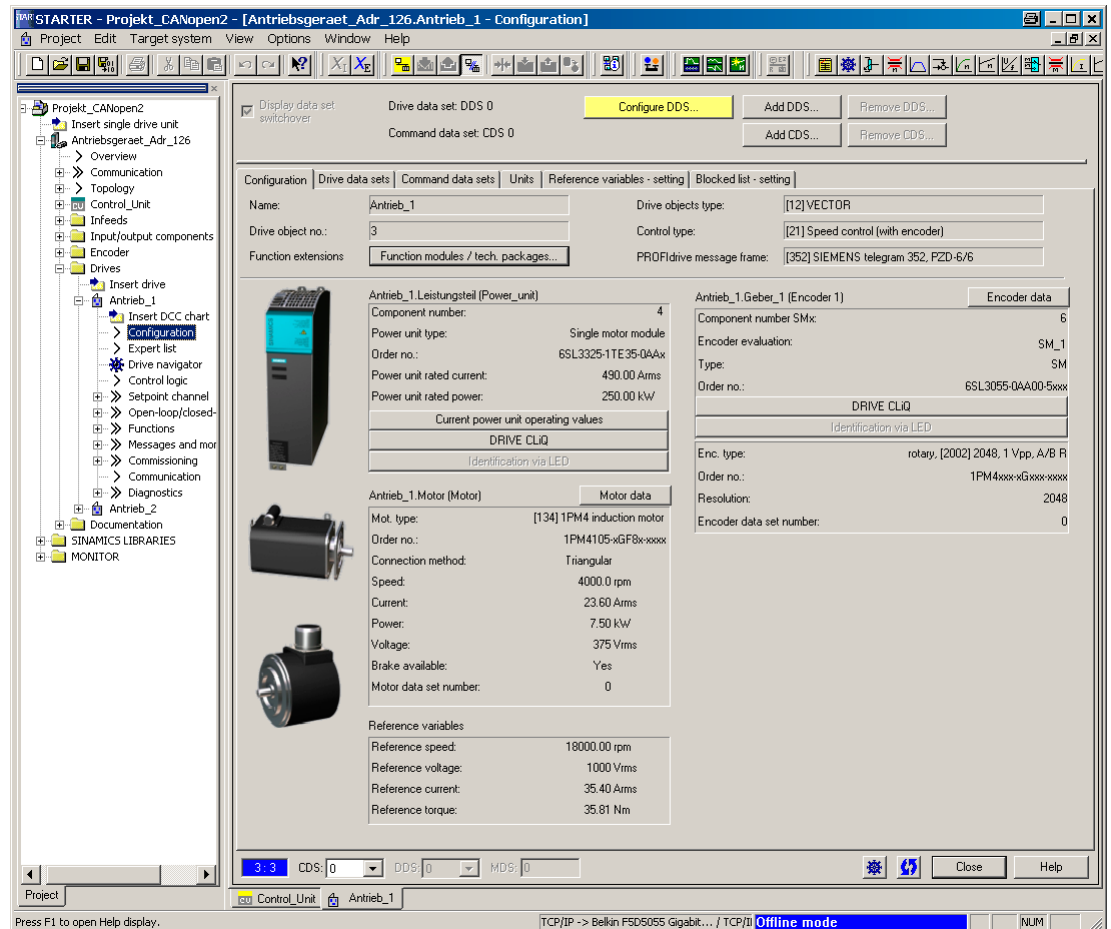 STARTER - Projekt_CANopen2 - [Antriebsgeraet_Adr_126.Antrieb_1 - Configuration]
Project Edit Target system View Options Window Help
Projekt_CANopen2
Insert single drive unit
Antriebsgeraet_Adr_126
Overview
Communication
Topology
Control_Unit
Infeeds
Input/output components
Encoder
Drives
Insert drive
Antrieb_1
Insert DCC chart
Configuration
Expert list
Drive navigator
Control logic
Setpoint channel
Open-loop/closed-
Functions
Messages and mor
Commissioning
Communication
Diagnostics
Antrieb_2
Documentation
SINAMICS LIBRARIES
MONITOR
Project
Display data set switchover
Drive data set: DDS 0
Configure DDS...
Add DDS...
Remove DDS...
Command data set: CDS 0
Add CDS...
Remove CDS...
Configuration Drive data sets Command data sets Units Reference variables - setting Blocked list - setting
Name: Antrieb_1 Drive objects type: [12] VECTOR
Drive object no.: 3 Control type: [21] Speed control (with encoder)
Function extensions Function modules / tech. packages... PROFIdrive message frame: [352] SIEMENS telegram 352, PZD-6/6
Antrieb_1.Leistungsteil (Power_unit)
Component number: 4
Power unit type: Single motor module
Order no.: 6SL3325-1TE35-0AAx
Power unit rated current: 490.00 Arms
Power unit rated power: 250.00 kW
Current power unit operating values
DRIVE CLiQ
Identification via LED
Antrieb_1.Motor (Motor) Motor data
Mot. type: [134] 1PM4 induction motor
Order no.: 1PM4105-xGF8x-xxxx
Connection method: Triangular
Speed: 4000.0 rpm
Current: 23.60 Arms
Power: 7.50 kW
Voltage: 375 Vrms
Brake available: Yes
Motor data set number: 0
Reference variables
Reference speed: 18000.00 rpm
Reference voltage: 1000 Vrms
Reference current: 35.40 Arms
Reference torque: 35.81 Nm
Antrieb_1.Geber_1 (Encoder 1) Encoder data
Component number SMx: 6
Encoder evaluation: SM_1
Type: SM
Order no.: 6SL3055-0AA00-5xxx
DRIVE CLiQ
Identification via LED
Enc. type: rotary, [2002] 2048, 1 Vpp, A/B R
Order no.: 1PM4xxx-xGxxx-xxxx
Resolution: 2048
Encoder data set number: 0
3 : 3 CDS: 0 DDS: 0 MDS: 0 Close Help
Control_Unit Antrieb_1
Press F1 to open Help display. TCP/IP -> Belkin F5D5055 Gigabit... / TCP/I Offline mode NUM